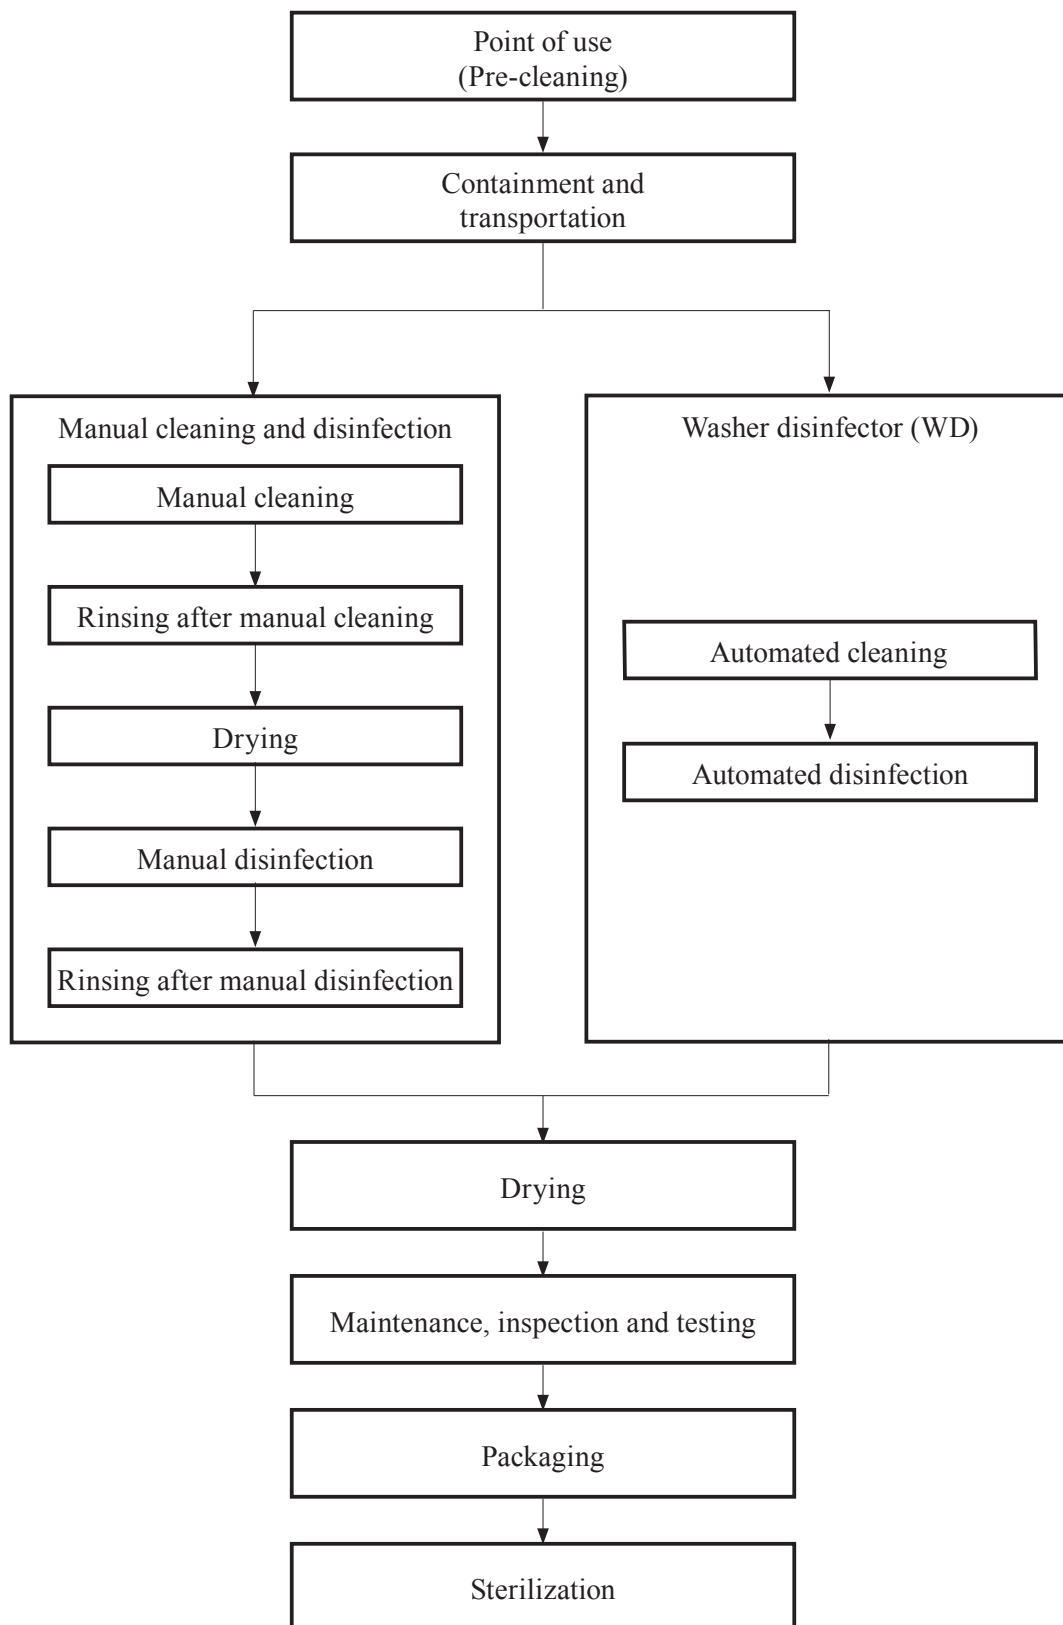 Point of use
(Pre-cleaning)
Containment and
transportation
Manual cleaning and disinfection
Manual cleaning
Rinsing after manual cleaning
Drying
Manual disinfection
Rinsing after manual disinfection
Washer disinfector (WD)
Automated cleaning
Automated disinfection
Drying
Maintenance, inspection and testing
Packaging
Sterilization